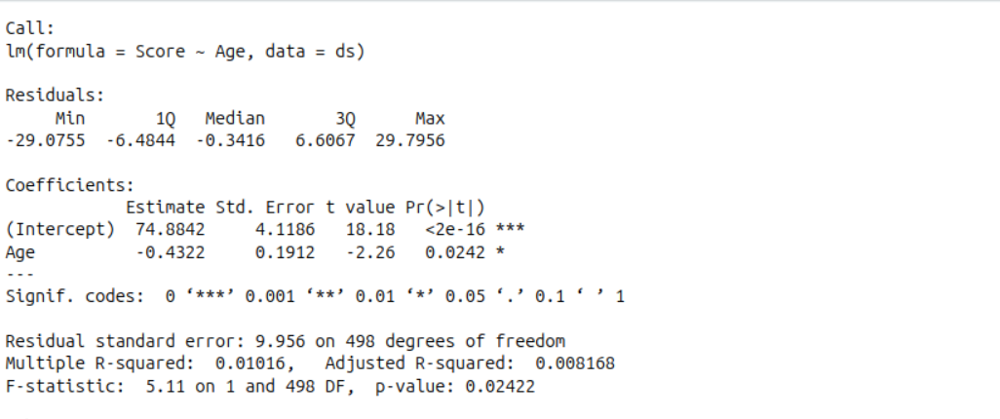 Call:
lm(formula = Score ~ Age, data = ds)
Residuals:
Min 1Q Median 3Q Max
-29.0755 -6.4844 -0.3416 6.6067 29.7956
Coefficients:
Estimate Std. Error t value Pr(>|t|)
(Intercept) 74.8842 4.1186 18.18 <2e-16 ***
Age -0.4322 0.1912 -2.26 0.0242 *
---
Signif. codes: 0 ‘***’ 0.001 ‘**’ 0.01 ‘*’ 0.05 ‘.’ 0.1 ‘ ’ 1
Residual standard error: 9.956 on 498 degrees of freedom
Multiple R-squared: 0.01016, Adjusted R-squared: 0.008168
F-statistic: 5.11 on 1 and 498 DF, p-value: 0.02422